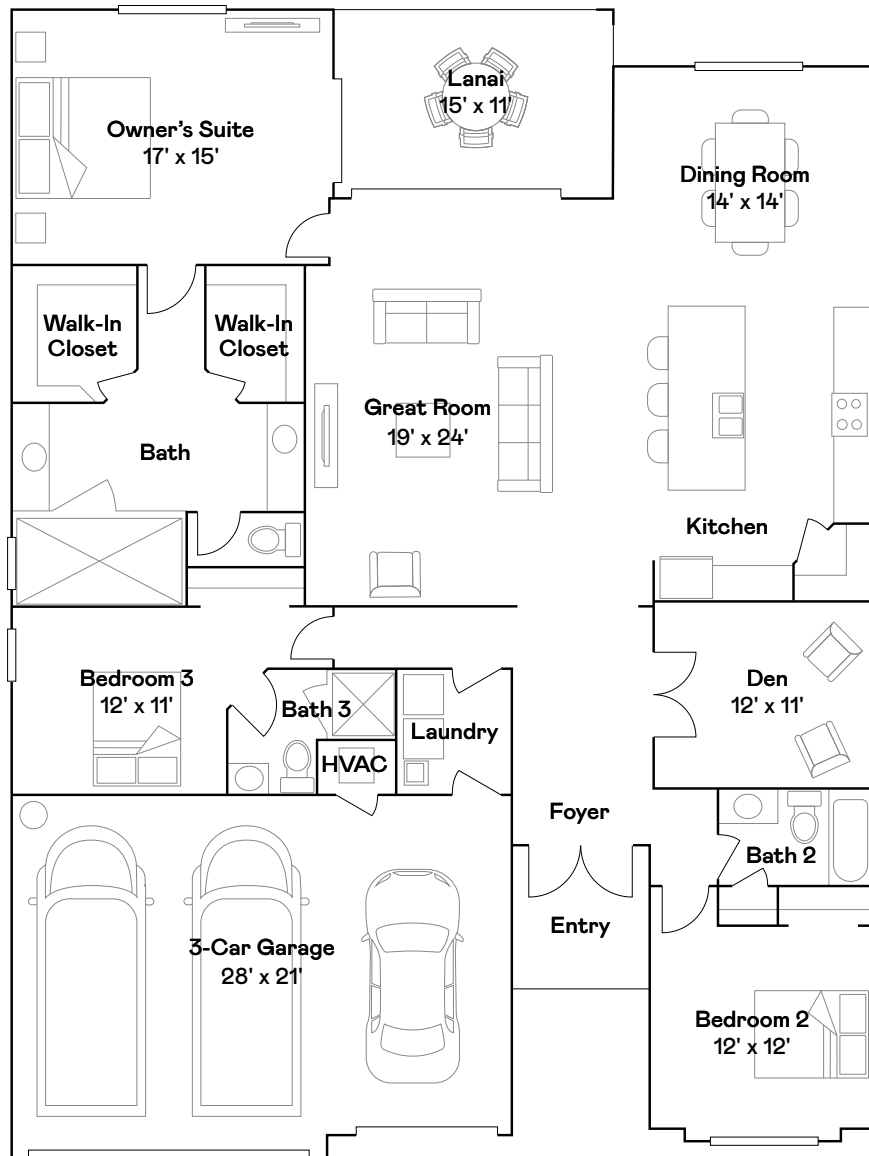 Lanai
15' x 11'
Owner's Suite
17' x 15'
Dining Room
14' x 14'
Walk-In
Closet
Walk-In
Closet
Great Room
19' x 24'
Bath
Kitchen
Bedroom 3
12' x 11'
Bath 3
Laundry
HVAC
Den
12' x 11'
Foyer
Bath 2
Entry
3-Car Garage
28' x 21'
Bedroom 2
12' x 12'